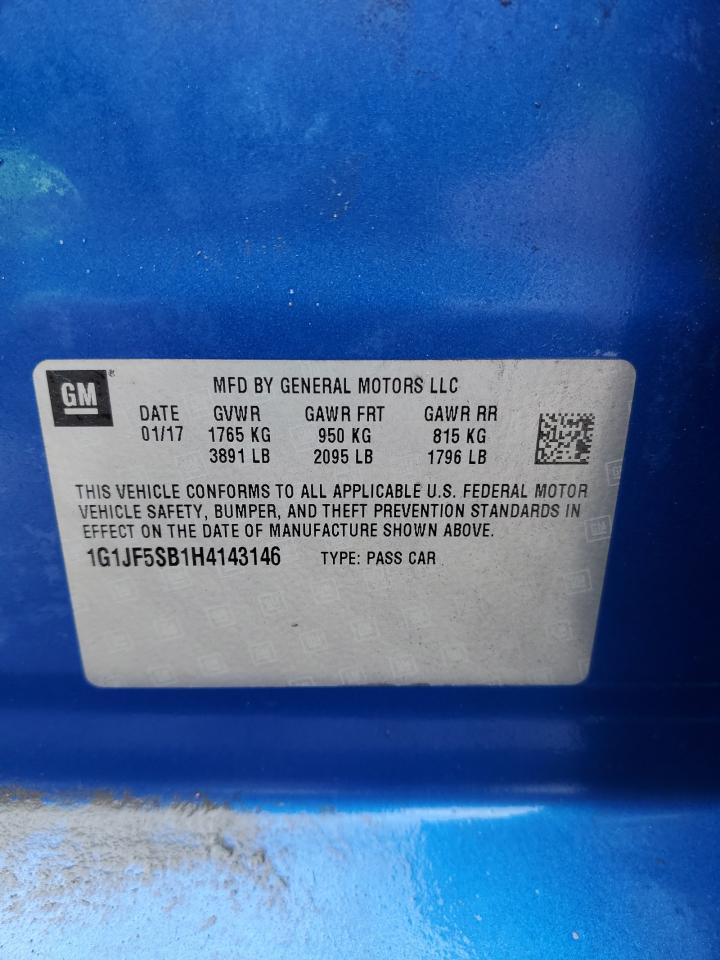 GM ®
MFD BY GENERAL MOTORS LLC
DATE GVWR GAWR FRT GAWR RR
01/17 1765 KG 950 KG 815 KG
3891 LB 2095 LB 1796 LB
THIS VEHICLE CONFORMS TO ALL APPLICABLE U.S. FEDERAL MOTOR
VEHICLE SAFETY, BUMPER, AND THEFT PREVENTION STANDARDS IN
EFFECT ON THE DATE OF MANUFACTURE SHOWN ABOVE.
1G1JF5SB1H4143146 TYPE: PASS CAR